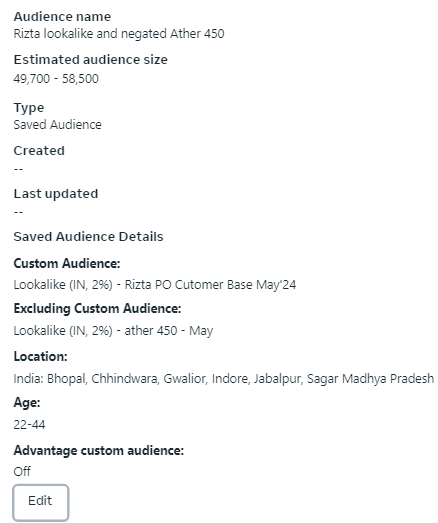 Audience name
Rizta lookalike and negated Ather 450
Estimated audience size
49,700 - 58,500
Type
Saved Audience
Created
--
Last updated
--
Saved Audience Details
Custom Audience:
Lookalike (IN, 2%) - Rizta PO Cutomer Base May'24
Excluding Custom Audience:
Lookalike (IN, 2%) - ather 450 - May
Location:
India: Bhopal, Chhindwara, Gwalior, Indore, Jabalpur, Sagar Madhya Pradesh
Age:
22-44
Advantage custom audience:
Off
Edit